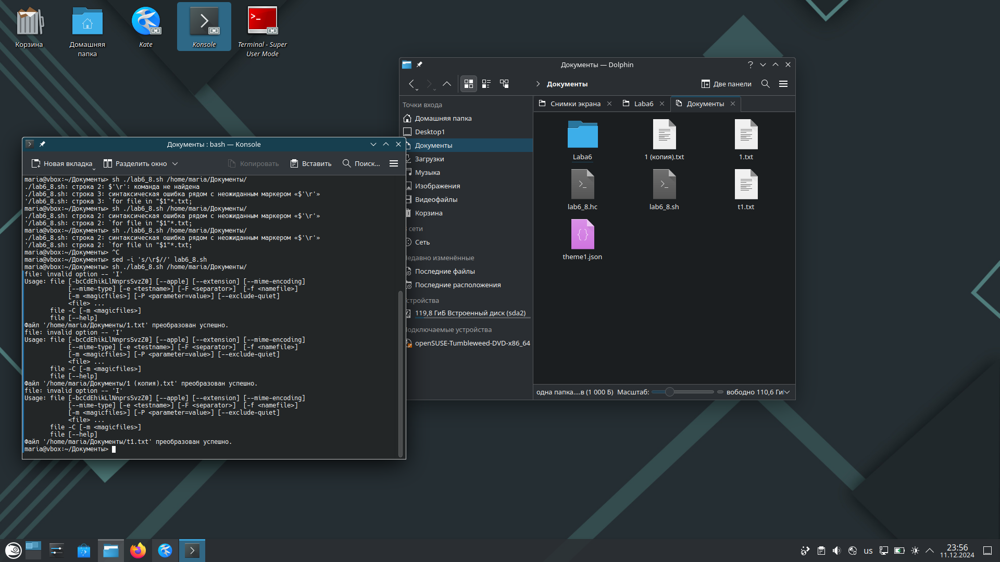 Корзина
Домашняя папка
Kate
Konsole
Terminal - Super User Mode
Документы — Dolphin
Документы
Две панели
Точки входа
Домашняя папка
Desktop1
Документы
Загрузки
Музыка
Изображения
Видеофайлы
Корзина
сети
Сеть
едавно изменённые
Последние файлы
Последние расположения
стройства
119,8 ГиБ Встроенный диск (sda2)
одключаемые устройства
openSUSE-Tumbleweed-DVD-x86_64
Снимки экрана
Laba6
Документы
Laba6
1 (копия).txt
1.txt
lab6_8.hc
lab6_8.sh
t1.txt
theme1.json
одна папка....в (1 000 Б)
Масштаб:
вободно 110,6 Ги
Документы : bash — Konsole
Новая вкладка
Разделить окно
Копировать
Вставить
Поиск...
maria@vbox:~/Документы> sh ./lab6_8.sh /home/maria/Документы/
./lab6_8.sh: строка 2: $'\r': команда не найдена
./lab6_8.sh: строка 3: синтаксическая ошибка рядом с неожиданным маркером «$'\r'»
'/lab6_8.sh: строка 3: `for file in "$1"*.txt;
maria@vbox:~/Документы> sh ./lab6_8.sh /home/maria/Документы/
./lab6_8.sh: строка 2: синтаксическая ошибка рядом с неожиданным маркером «$'\r'»
'/lab6_8.sh: строка 2: `for file in "$1"*.txt;
maria@vbox:~/Документы> sh ./lab6_8.sh /home/maria/Документы/
./lab6_8.sh: строка 2: синтаксическая ошибка рядом с неожиданным маркером «$'\r'»
'/lab6_8.sh: строка 2: `for file in "$1"*.txt;
maria@vbox:~/Документы> ^C
maria@vbox:~/Документы> sed -i 's/\r$//' lab6_8.sh
maria@vbox:~/Документы> sh ./lab6_8.sh /home/maria/Документы/
file: invalid option -- 'I'
Usage: file [-bcCdEhikLlNnprsSvzZ0] [--apple] [--extension] [--mime-encoding]
[--mime-type] [-e <testname>] [-F <separator>]  [-f <namefile>]
[-m <magicfiles>] [-P <parameter=value>] [--exclude-quiet]
<file> ...
file -C [-m <magicfiles>]
file [--help]
Файл '/home/maria/Документы/1.txt' преобразован успешно.
file: invalid option -- 'I'
Usage: file [-bcCdEhikLlNnprsSvzZ0] [--apple] [--extension] [--mime-encoding]
[--mime-type] [-e <testname>] [-F <separator>]  [-f <namefile>]
[-m <magicfiles>] [-P <parameter=value>] [--exclude-quiet]
<file> ...
file -C [-m <magicfiles>]
file [--help]
Файл '/home/maria/Документы/1 (копия).txt' преобразован успешно.
file: invalid option -- 'I'
Usage: file [-bcCdEhikLlNnprsSvzZ0] [--apple] [--extension] [--mime-encoding]
[--mime-type] [-e <testname>] [-F <separator>]  [-f <namefile>]
[-m <magicfiles>] [-P <parameter=value>] [--exclude-quiet]
<file> ...
file -C [-m <magicfiles>]
file [--help]
Файл '/home/maria/Документы/t1.txt' преобразован успешно.
maria@vbox:~/Документы>
us
23:56
11.12.2024